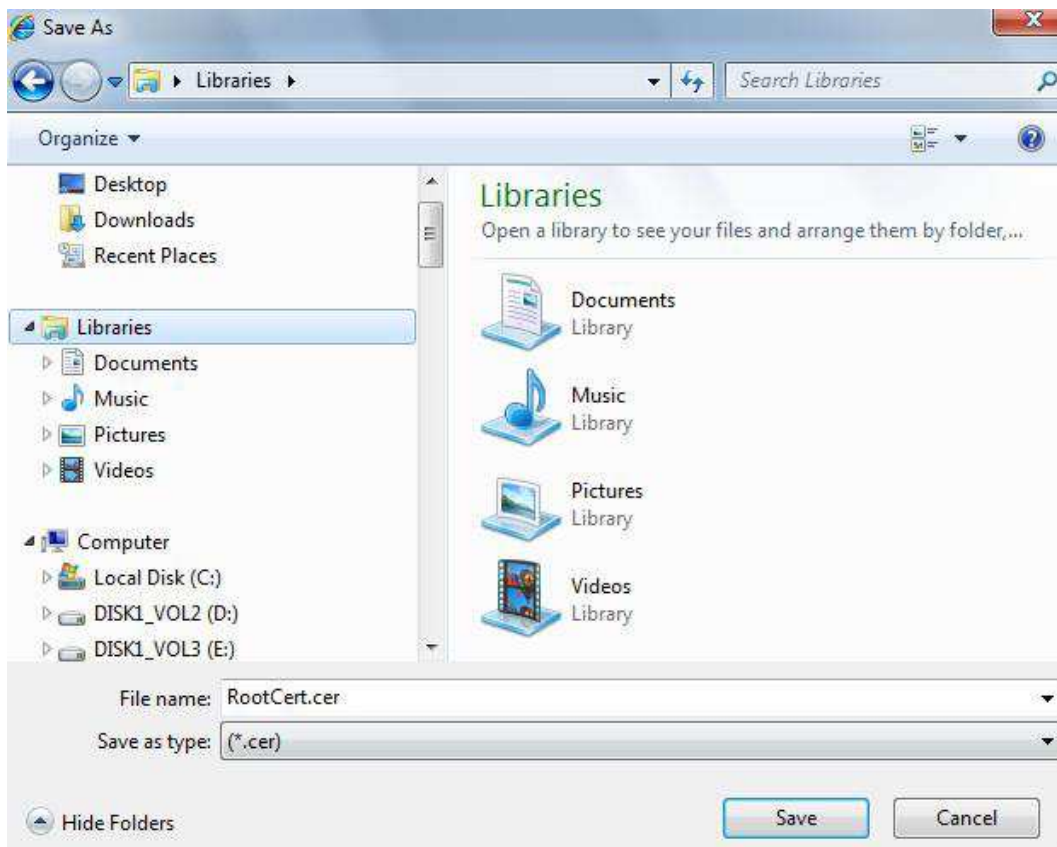 Save As
Libraries
Search Libraries
Organize
Desktop
Downloads
Recent Places
Libraries
Documents
Music
Pictures
Videos
Computer
Local Disk (C:)
DISK1_VOL2 (D:)
DISK1_VOL3 (E:)
Libraries
Open a library to see your files and arrange them by folder,...
Documents
Library
Music
Library
Pictures
Library
Videos
Library
File name: RootCert.cer
Save as type: (*.cer)
Hide Folders
Save
Cancel